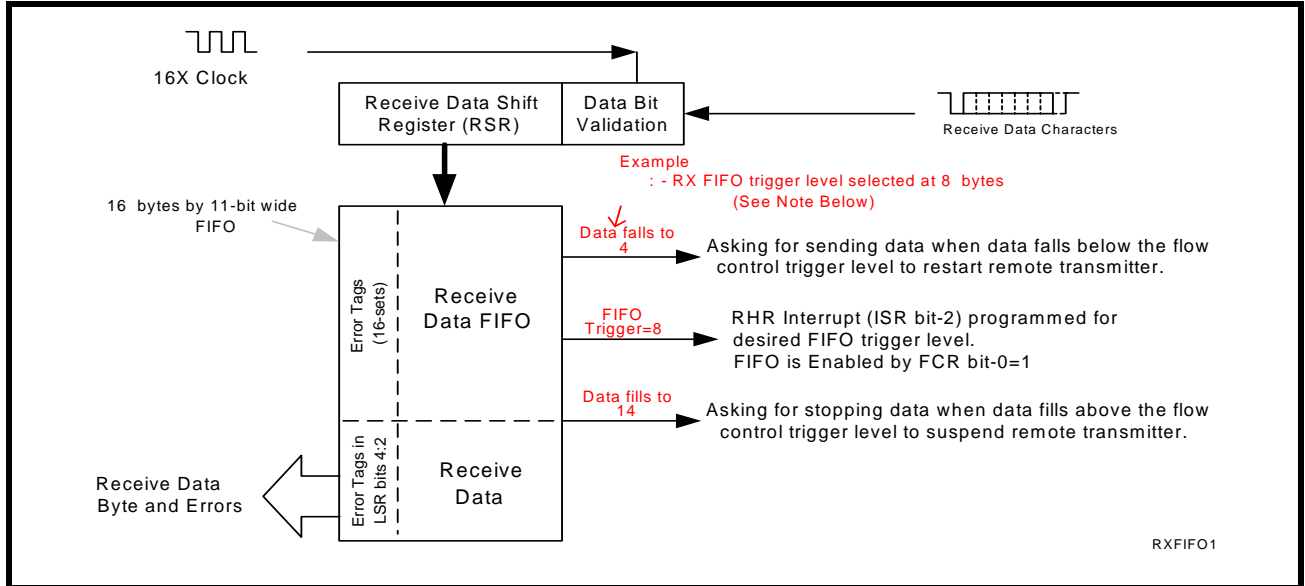 16X Clock
Receive Data Shift
Register (RSR)
Data Bit
Validation
Receive Data Characters
Example
: - RX FIFO trigger level selected at 8 bytes
(See Note Below)
16 bytes by 11-bit wide
FIFO
Data falls to
4
Asking for sending data when data falls below the flow
control trigger level to restart remote transmitter.
Error Tags
(16-sets)
Receive
Data FIFO
FIFO
Trigger=8
RHR Interrupt (ISR bit-2) programmed for
desired FIFO trigger level.
FIFO is Enabled by FCR bit-0=1
Data fills to
14
Asking for stopping data when data fills above the flow
control trigger level to suspend remote transmitter.
Error Tags in
LSR bits 4:2
Receive
Data
Receive Data
Byte and Errors
RXFIFO1